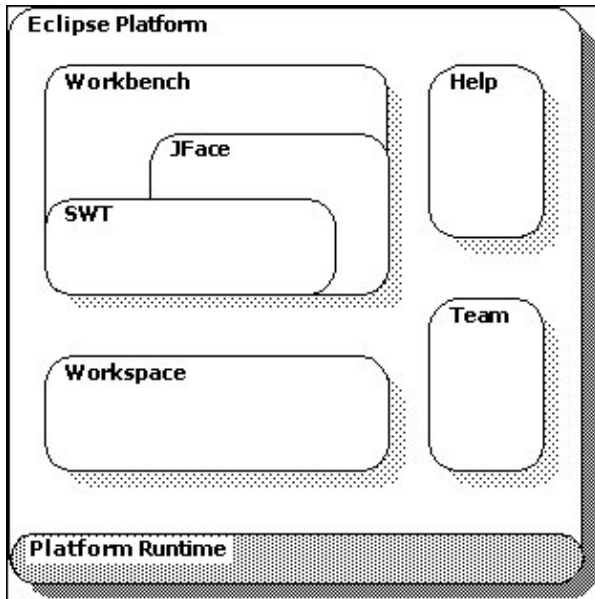 Eclipse Platform
Workbench
Help
JFace
SWT
Team
Workspace
Platform Runtime